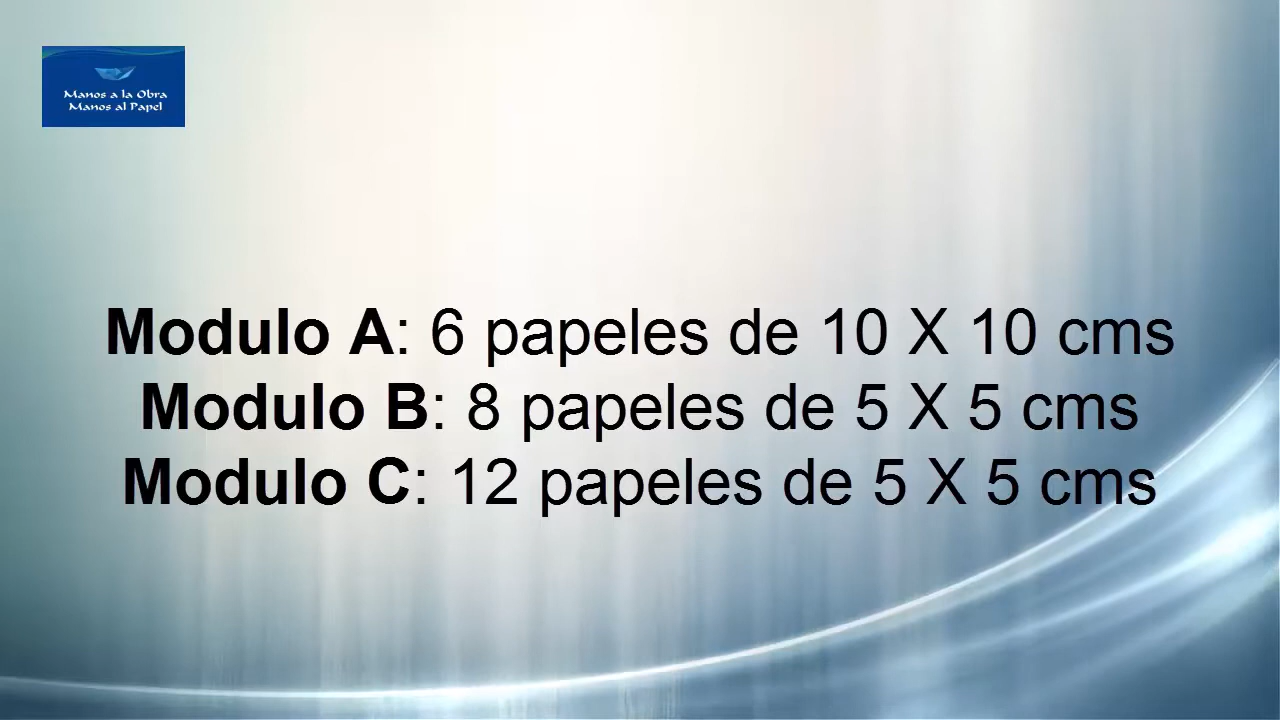 Manos a la Obra
Manos al Papel
Modulo A: 6 papeles de 10 X 10 cms
Modulo B: 8 papeles de 5 X 5 cms
Modulo C: 12 papeles de 5 X 5 cms